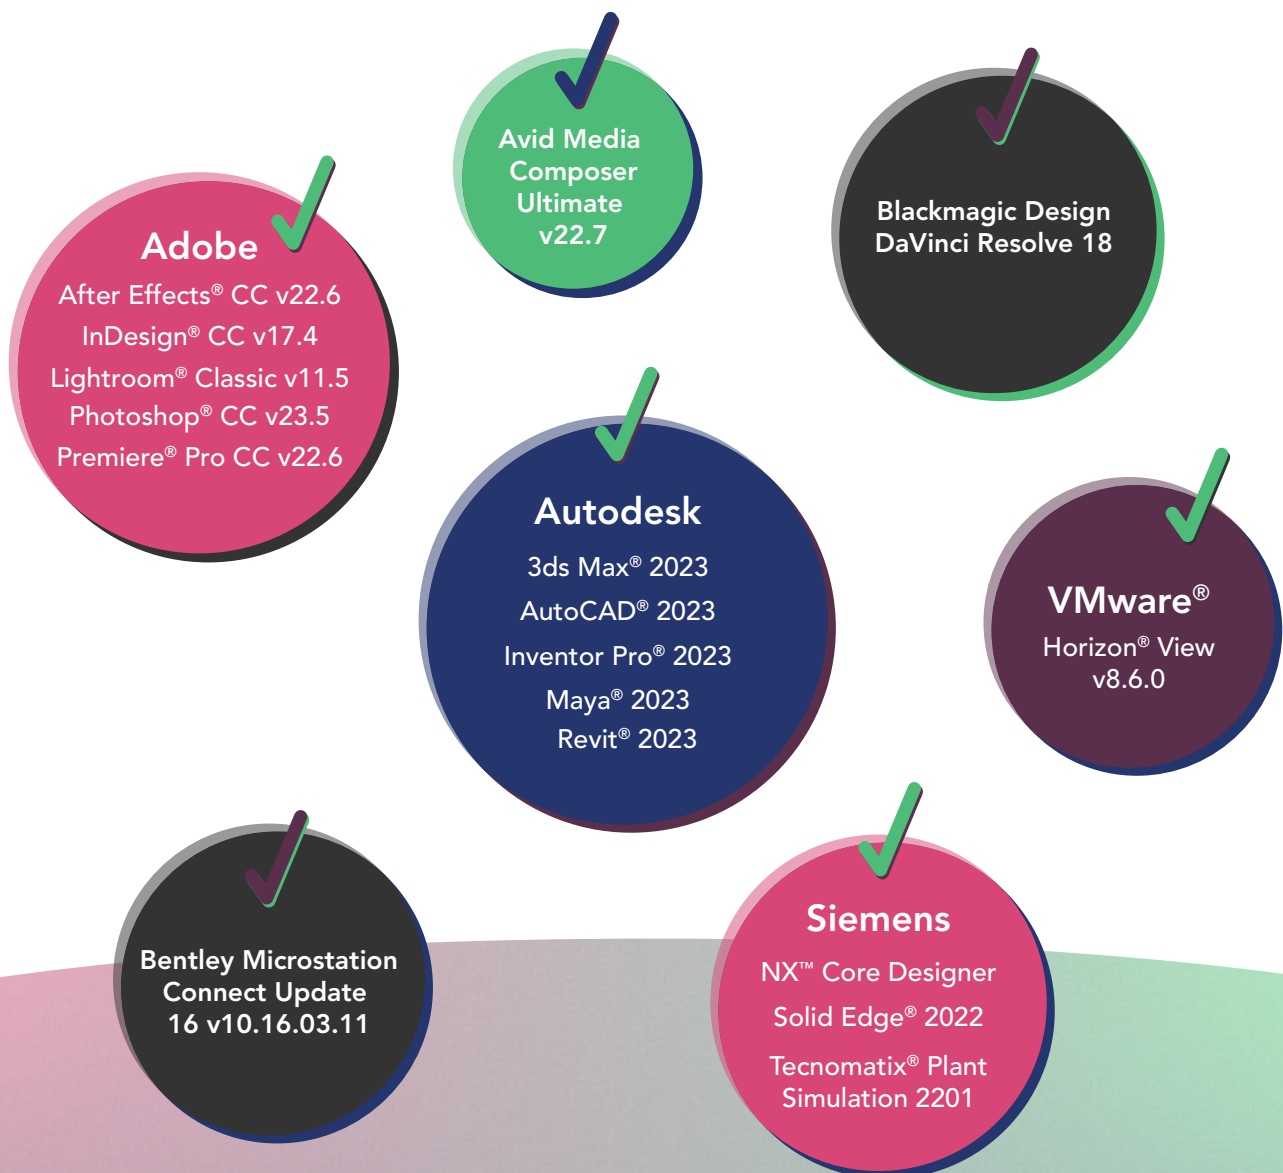 Avid Media
Composer
Ultimate
v22.7
Blackmagic Design
DaVinci Resolve 18
Adobe
After Effects® CC v22.6
InDesign® CC v17.4
Lightroom® Classic v11.5
Photoshop® CC v23.5
Premiere® Pro CC v22.6
Autodesk
3ds Max® 2023
AutoCAD® 2023
Inventor Pro® 2023
Maya® 2023
Revit® 2023
VMware®
Horizon® View
v8.6.0
Bentley Microstation
Connect Update
16 v10.16.03.11
Siemens
NX™ Core Designer
Solid Edge® 2022
Tecnomatix® Plant
Simulation 2201